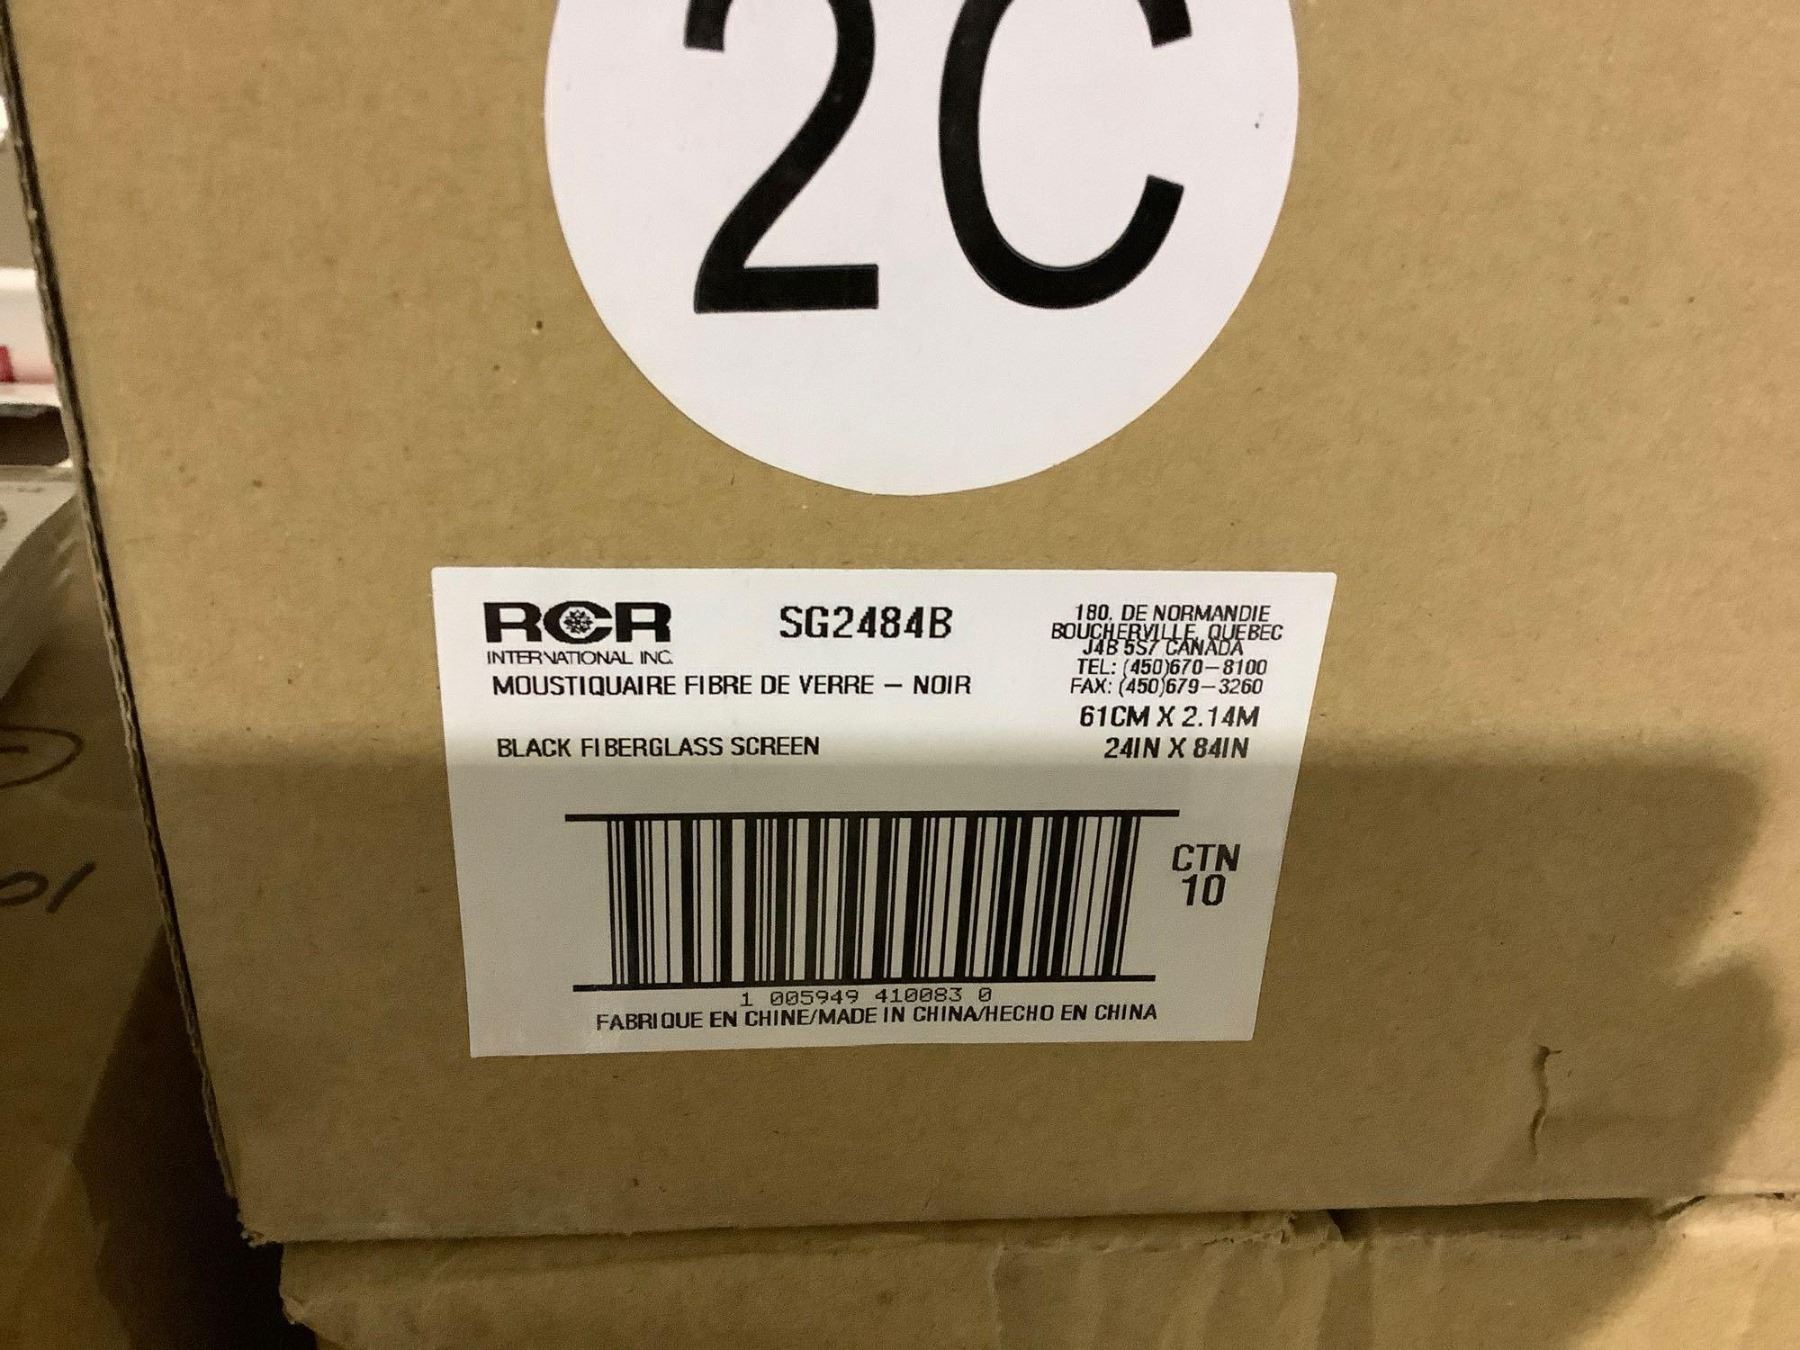 2C
RCR
INTERNATIONAL INC.
SG2484B
180, DE NORMANDIE
BOUCHERVILLE, QUEBEC
J4B 5S7 CANADA
TEL: (450)670-8100
FAX: (450)679-3260
MOUSTIQUAIRE FIBRE DE VERRE - NOIR
61CM X 2.14M
BLACK FIBERGLASS SCREEN
24IN X 84IN
CTN
10
1 005949 410083 0
FABRIQUE EN CHINE/MADE IN CHINA/HECHO EN CHINA